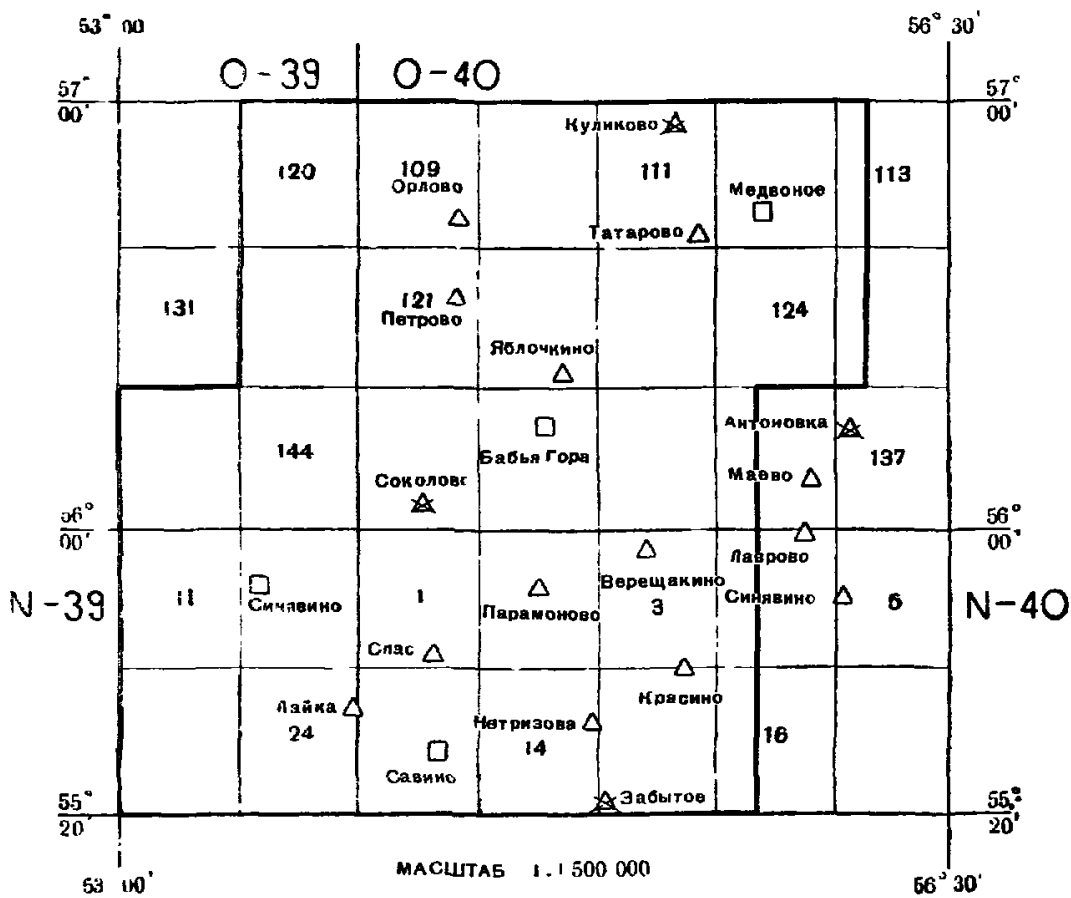 53° 00
56° 30'
О-39 О-40
57°
00'
57°
00'
Куликово
120
109
111
113
Орлово
Медвоное
Татарово
131
121
124
Петрово
Яблочкино
Антоновка
144
Бабья Гора
137
Соколово
Маево
56°
00'
56°
00'
Лаврово
Верещакино
N-39
11
Синявино
1
Парамоново
3
Синявино
6
N-40
Спас
Красино
Лайка
24
Нетризова
14
16
Савино
Забытое
55°
20'
55°
20'
МАСШТАБ 1:1 500 000
53° 00'
56° 30'